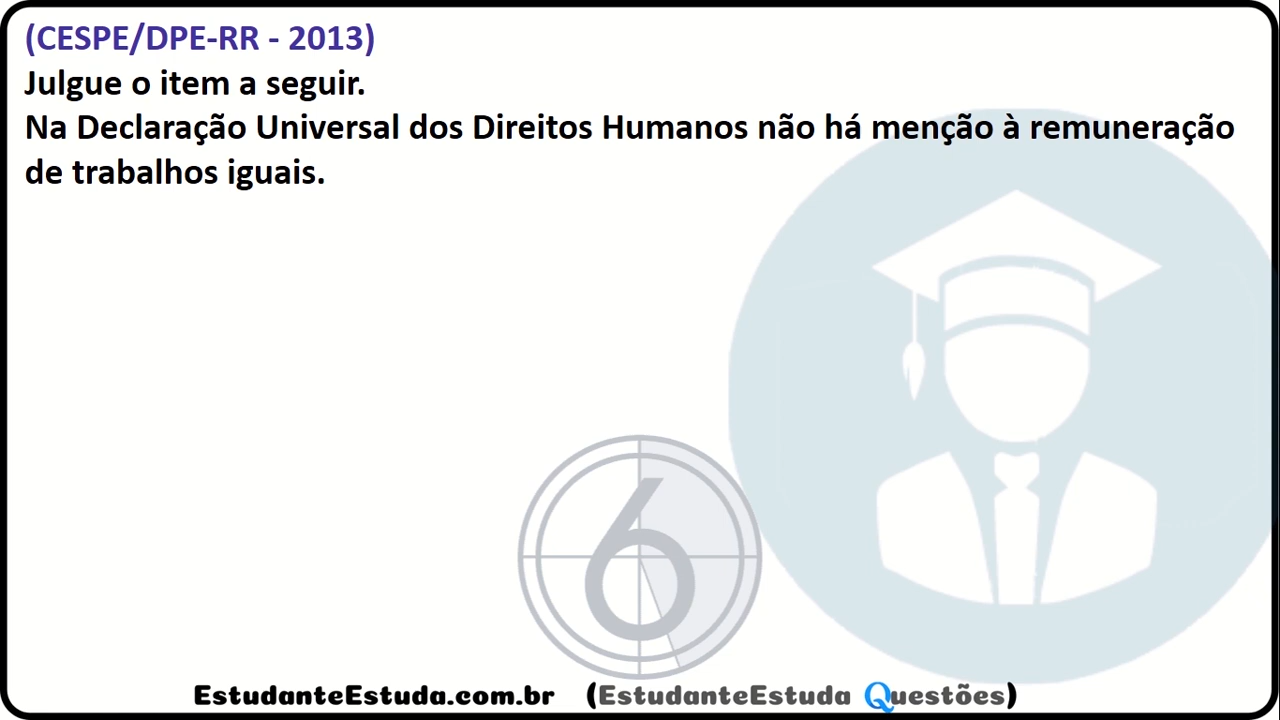 (CESPE/DPE-RR - 2013)
Julgue o item a seguir.
Na Declaração Universal dos Direitos Humanos não há menção à remuneração
de trabalhos iguais.
6
EstudanteEstuda.com.br (EstudanteEstuda Questões)